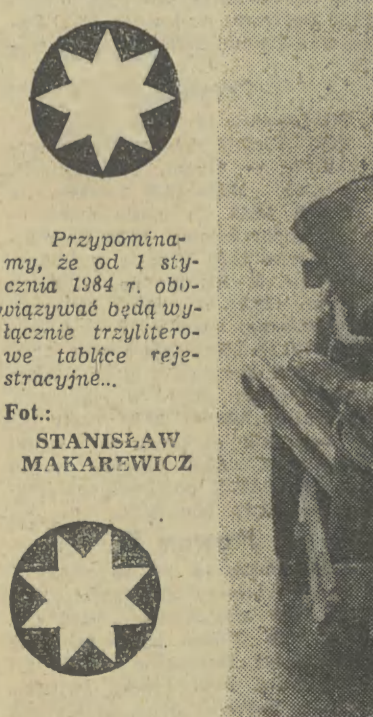 Przypomina-
my, że od 1 sty-
cznia 1984 r. obo-
wiązywać będą wy-
łącznie trzylitero-
we tablice reje-
stracyjne...
Fot.:
STANISŁAW
MAKAREWICZ